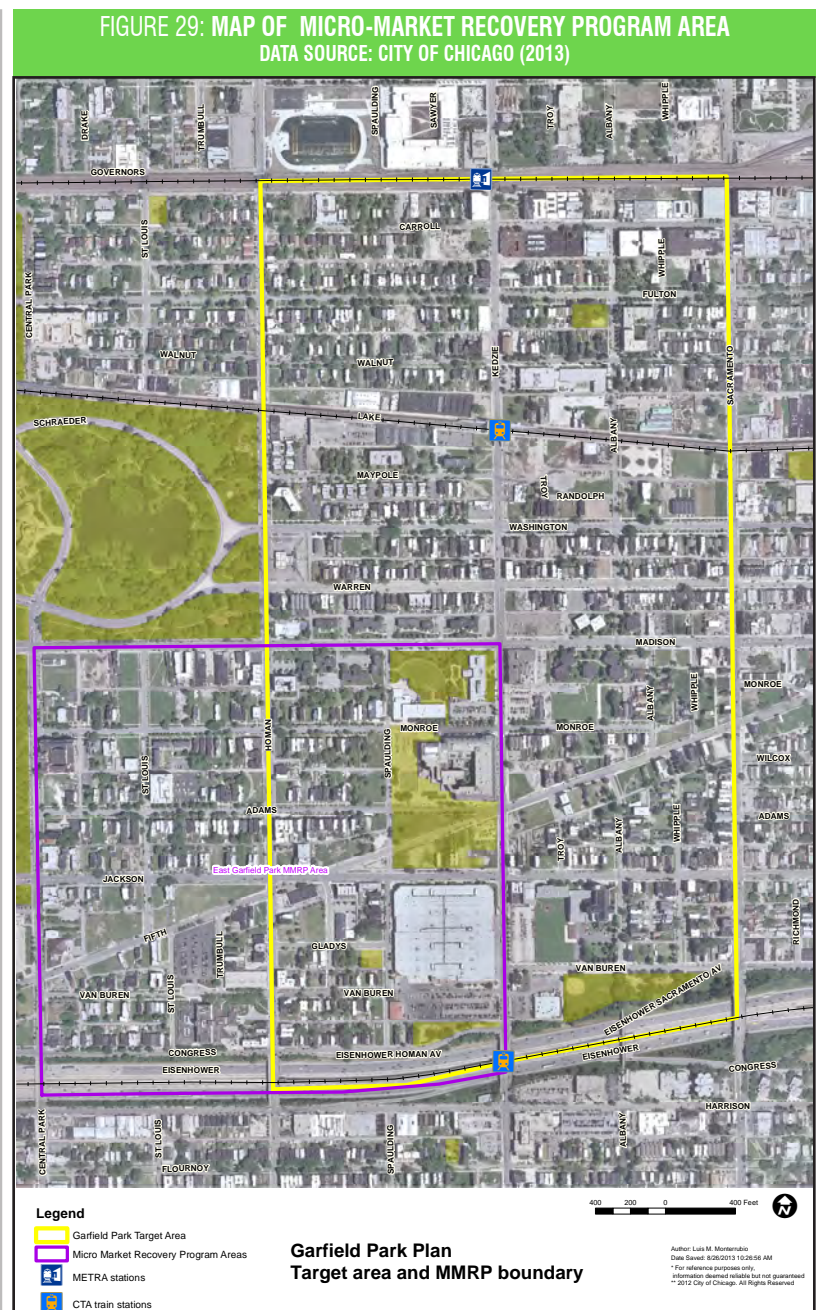 FIGURE 29: MAP OF MICRO-MARKET RECOVERY PROGRAM AREA
DATA SOURCE: CITY OF CHICAGO (2013)
DRAKE
TRUMBULL
SPAULDING
SAWYER
TROY
ALBANY
WHIPPLE
GOVERNORS
ST LOUIS
CARROLL
WHIPPLE
CENTRAL PARK
FULTON
WALNUT
WALNUT
KEDZIE
SACRAMENTO
SCHRAEDER
LAKE
ALBANY
MAYPOLE
TROY
RANDOLPH
WASHINGTON
WARREN
MADISON
HOMAN
SPAULDING
MONROE
MONROE
ALBANY
WHIPPLE
MONROE
ST LOUIS
WILCOX
ADAMS
TROY
ALBANY
WHIPPLE
ADAMS
JACKSON
East Garfield Park MMRP Area
FIFTH
TRUMBULL
GLADYS
RICHMOND
VAN BUREN
ST LOUIS
VAN BUREN
VAN BUREN
EISENHOWER SACRAMENTO AV
CONGRESS
EISENHOWER HOMAN AV
EISENHOWER
EISENHOWER
CONGRESS
CENTRAL PARK
ST LOUIS
SPAULDING
ALBANY
HARRISON
FLOURNOY
Legend
Garfield Park Target Area
Micro Market Recovery Program Areas
METRA stations
CTA train stations
Garfield Park Plan
Target area and MMRP boundary
400 200 0 400 Feet
N
Author: Luis M. Monterrubio
Date Saved: 8/26/2013 10:26:56 AM
* For reference purposes only,
information deemed reliable but not guaranteed
** 2012 City of Chicago. All Rights Reserved